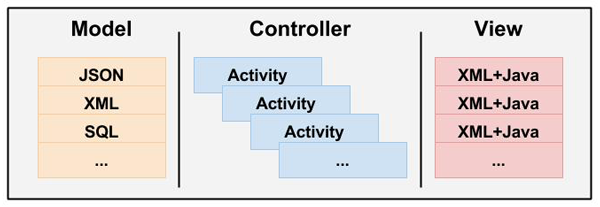 Model
JSON
XML
SQL
...
Controller
Activity
Activity
Activity
...
View
XML+Java
XML+Java
XML+Java
...